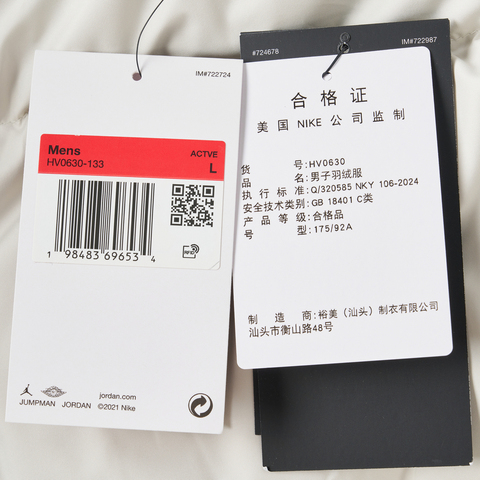 IM#722724
Mens
HV0630-133
ACTVE
L
RFID
1 98483 69653 4
JUMPMAN JORDAN
jordan.com
©2021 Nike
#724678
IM#722987
合格证
美国 NIKE 公司监制
货号:HV0630
品名:男子羽绒服
执行标准:Q/320585 NKY 106-2024
安全技术类别:GB 18401 C类
产品等级:合格品
号型:175/92A
制造商:裕美（汕头）制衣有限公司
汕头市衡山路48号